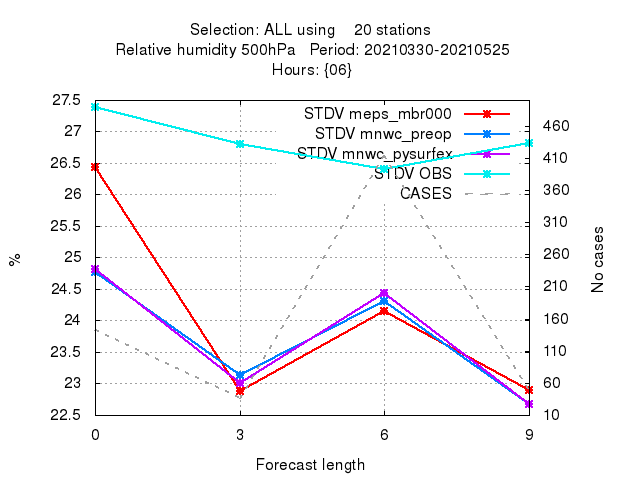 Selection: ALL using 20 stations
Relative humidity 500hPa Period: 20210330-20210525
Hours: {06}
27.5
27
26.5
26
25.5
25
24.5
24
23.5
23
22.5
%
STDV meps_mbr000
STDV mnwc_preop
STDV mnwc_pysurfex
STDV OBS
CASES
460
410
360
310
260
210
160
110
60
10
No cases
0 3 6 9
Forecast length